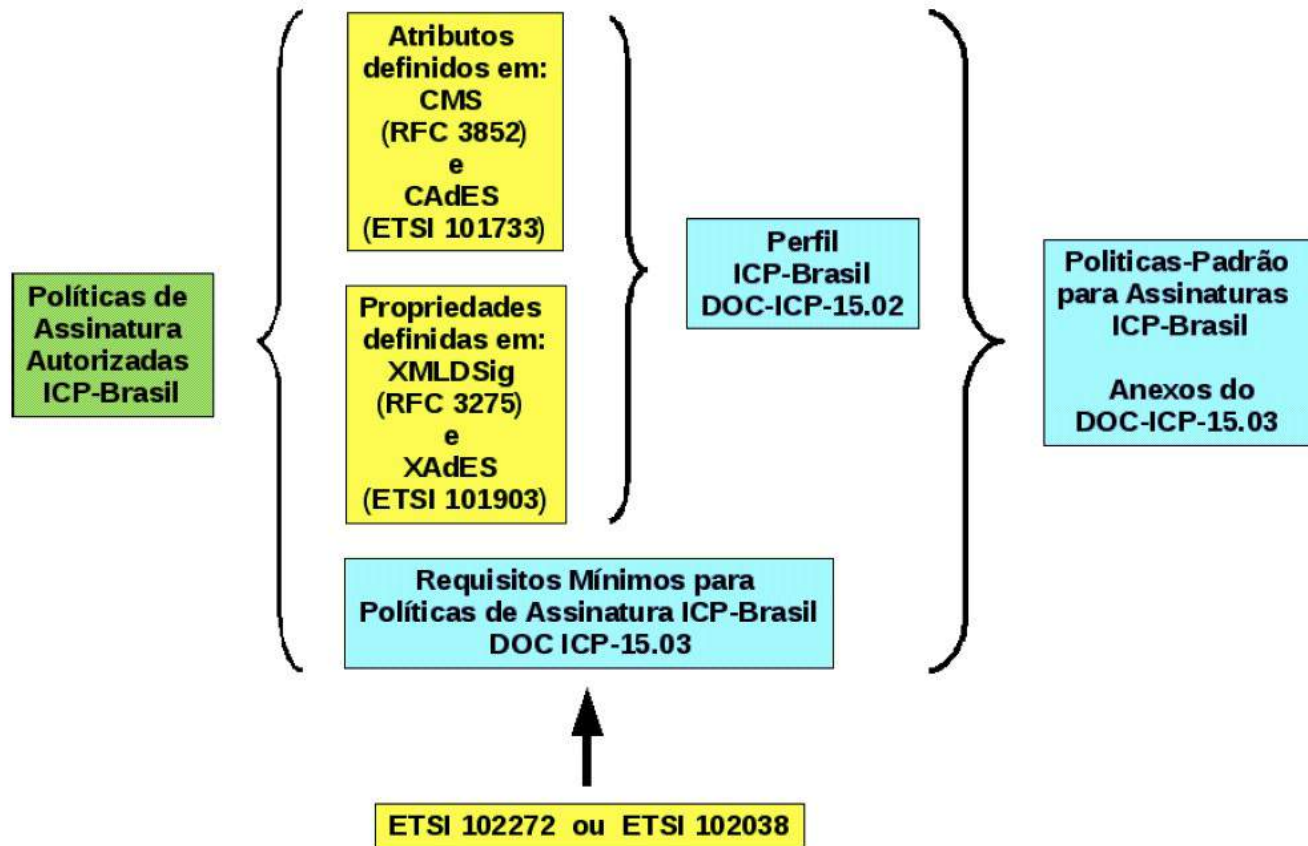 Políticas de
Assinatura
Autorizadas
ICP-Brasil
Atributos
definidos em:
CMS
(RFC 3852)
e
CAdES
(ETSI 101733)
Propriedades
definidas em:
XMLDSig
(RFC 3275)
e
XAdES
(ETSI 101903)
Perfil
ICP-Brasil
DOC-ICP-15.02
Requisitos Mínimos para
Políticas de Assinatura ICP-Brasil
DOC ICP-15.03
Politicas-Padrão
para Assinaturas
ICP-Brasil
Anexos do
DOC-ICP-15.03
ETSI 102272 ou ETSI 102038